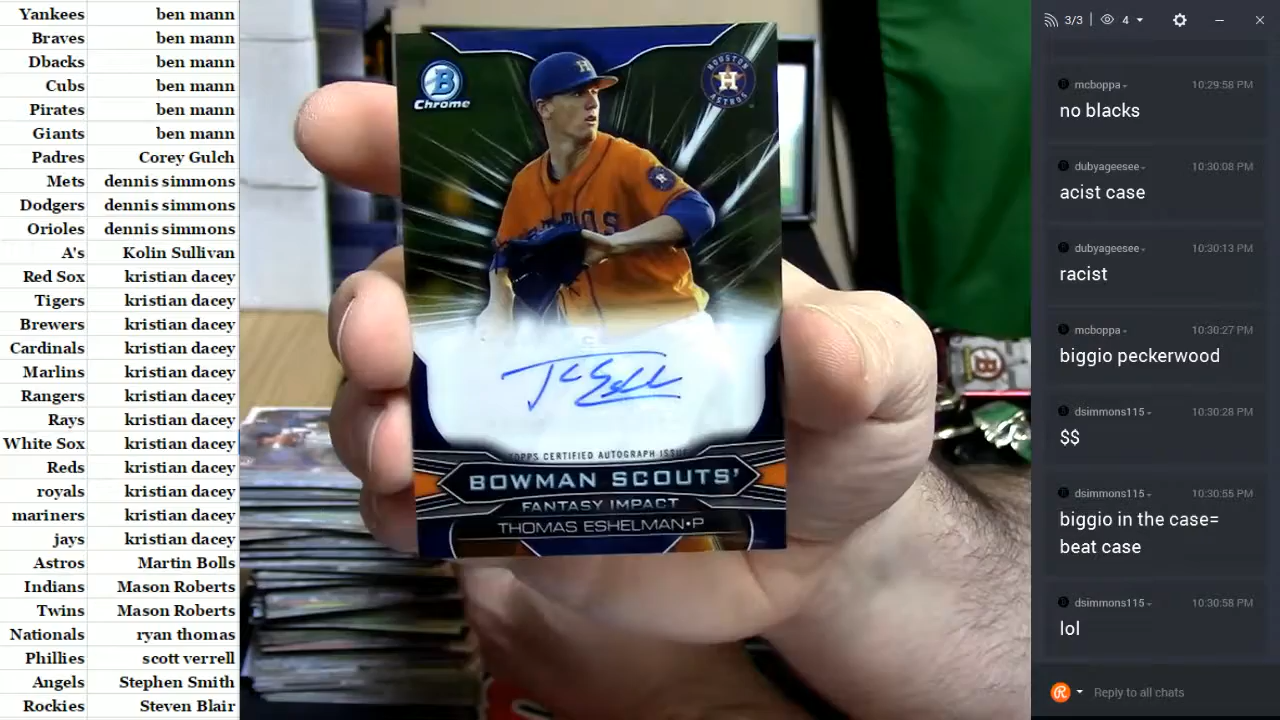 Yankees ben mann
Braves ben mann
Dbacks ben mann
Cubs ben mann
Pirates ben mann
Giants ben mann
Padres Corey Gulch
Mets dennis simmons
Dodgers dennis simmons
Orioles dennis simmons
A's Kolin Sullivan
Red Sox kristian dacey
Tigers kristian dacey
Brewers kristian dacey
Cardinals kristian dacey
Marlins kristian dacey
Rangers kristian dacey
Rays kristian dacey
White Sox kristian dacey
Reds kristian dacey
royals kristian dacey
mariners kristian dacey
jays kristian dacey
Astros Martin Bolls
Indians Mason Roberts
Twins Mason Roberts
Nationals ryan thomas
Phillies scott verrell
Angels Stephen Smith
Rockies Steven Blair
B
Chrome
HOUSTON
H
ASTROS
H
TOPPS CERTIFIED AUTOGRAPH ISSUE
BOWMAN SCOUTS'
FANTASY IMPACT
THOMAS ESHELMAN•P
3/3 4
mcboppa 10:29:58 PM
no blacks
dubyageesee 10:30:08 PM
acist case
dubyageesee 10:30:13 PM
racist
mcboppa 10:30:27 PM
biggio peckerwood
dsimmons115 10:30:28 PM
$$
dsimmons115 10:30:55 PM
biggio in the case=
beat case
dsimmons115 10:30:58 PM
lol
Reply to all chats